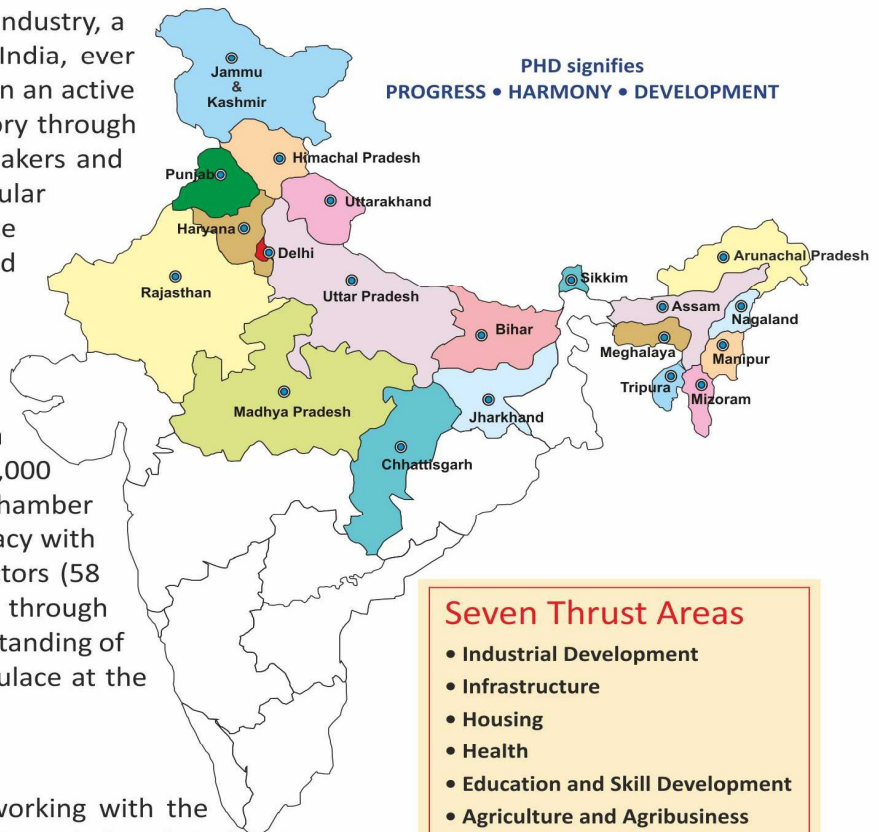 ndustry, a
India, ever
n an active
ory through
akers and
ular
e
d
n
,000
hamber
acy with
ctors (58
through
tanding of
ulace at the
working with the
PHD signifies
PROGRESS • HARMONY • DEVELOPMENT
Jammu
&
Kashmir
Himachal Pradesh
Punjab
Uttarakhand
Haryana
Delhi
Rajasthan
Uttar Pradesh
Sikkim
Arunachal Pradesh
Assam
Nagaland
Bihar
Meghalaya
Manipur
Tripura
Mizoram
Madhya Pradesh
Jharkhand
Chhattisgarh
Seven Thrust Areas
• Industrial Development
• Infrastructure
• Housing
• Health
• Education and Skill Development
• Agriculture and Agribusiness